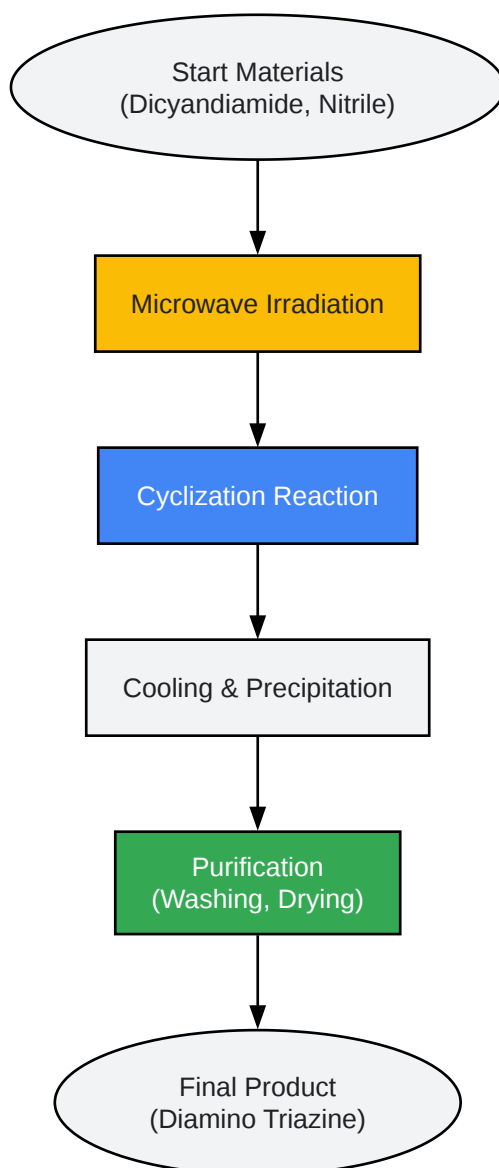 Start Materials
(Dicyandiamide, Nitrile)
Microwave Irradiation
Cyclization Reaction
Cooling & Precipitation
Purification
(Washing, Drying)
Final Product
(Diamino Triazine)